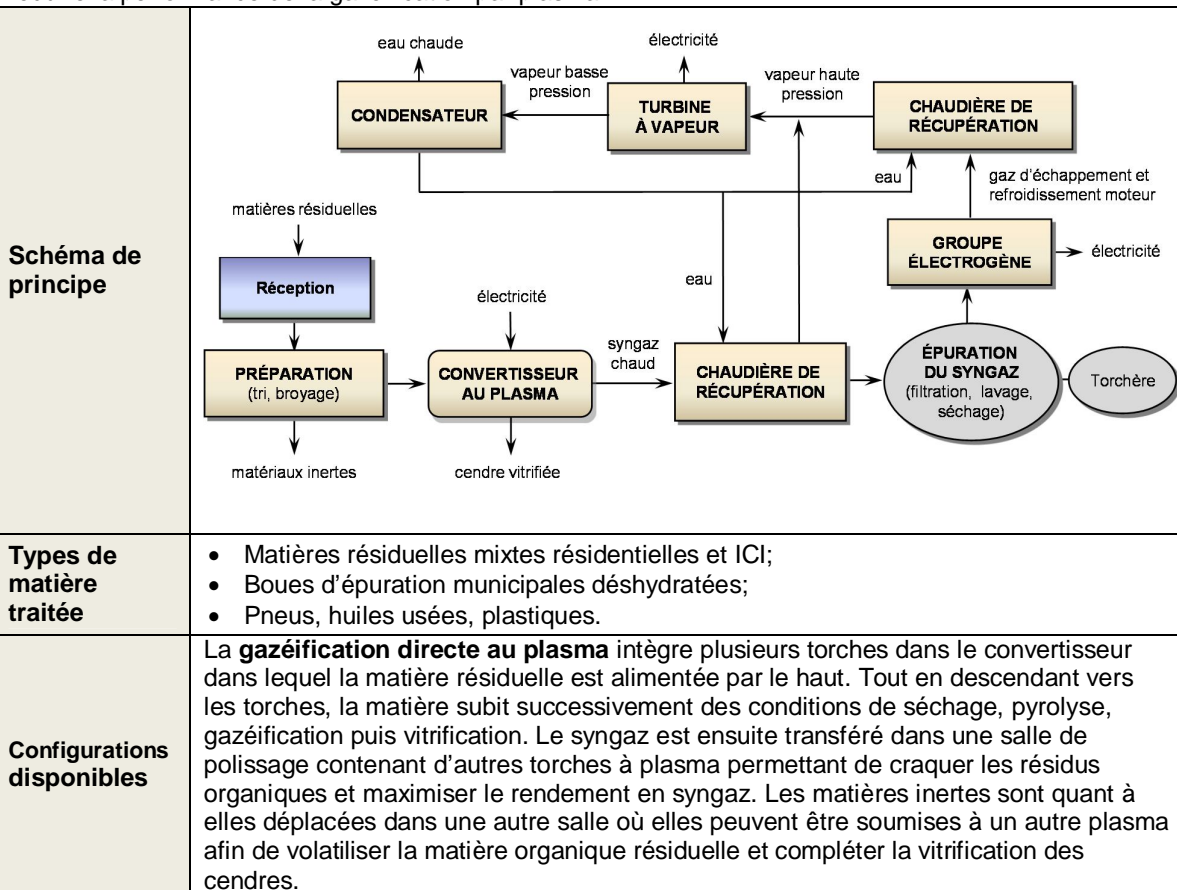 eau chaude
électricité
vapeur basse
pression
vapeur haute
pression
CONDENSATEUR
TURBINE
À VAPEUR
CHAUDIÈRE DE
RÉCUPÉRATION
eau
gaz d'échappement et
refroidissement moteur
matières résiduelles
Schéma de
principe
Réception
GROUPE
ÉLECTROGÈNE
électricité
eau
électricité
syngaz
chaud
PRÉPARATION
(tri, broyage)
CONVERTISSEUR
AU PLASMA
CHAUDIÈRE DE
RÉCUPÉRATION
ÉPURATION
DU SYNGAZ
(filtration, lavage,
séchage)
Torchère
matériaux inertes
cendre vitrifiée
Types de
matière
traitée
• Matières résiduelles mixtes résidentielles et ICI;
• Boues d'épuration municipales déshydratées;
• Pneus, huiles usées, plastiques.
Configurations
disponibles
La gazéification directe au plasma intègre plusieurs torches dans le convertisseur
dans lequel la matière résiduelle est alimentée par le haut. Tout en descendant vers
les torches, la matière subit successivement des conditions de séchage, pyrolyse,
gazéification puis vitrification. Le syngaz est ensuite transféré dans une salle de
polissage contenant d'autres torches à plasma permettant de craquer les résidus
organiques et maximiser le rendement en syngaz. Les matières inertes sont quant à
elles déplacées dans une autre salle où elles peuvent être soumises à un autre plasma
afin de volatiliser la matière organique résiduelle et compléter la vitrification des
cendres.